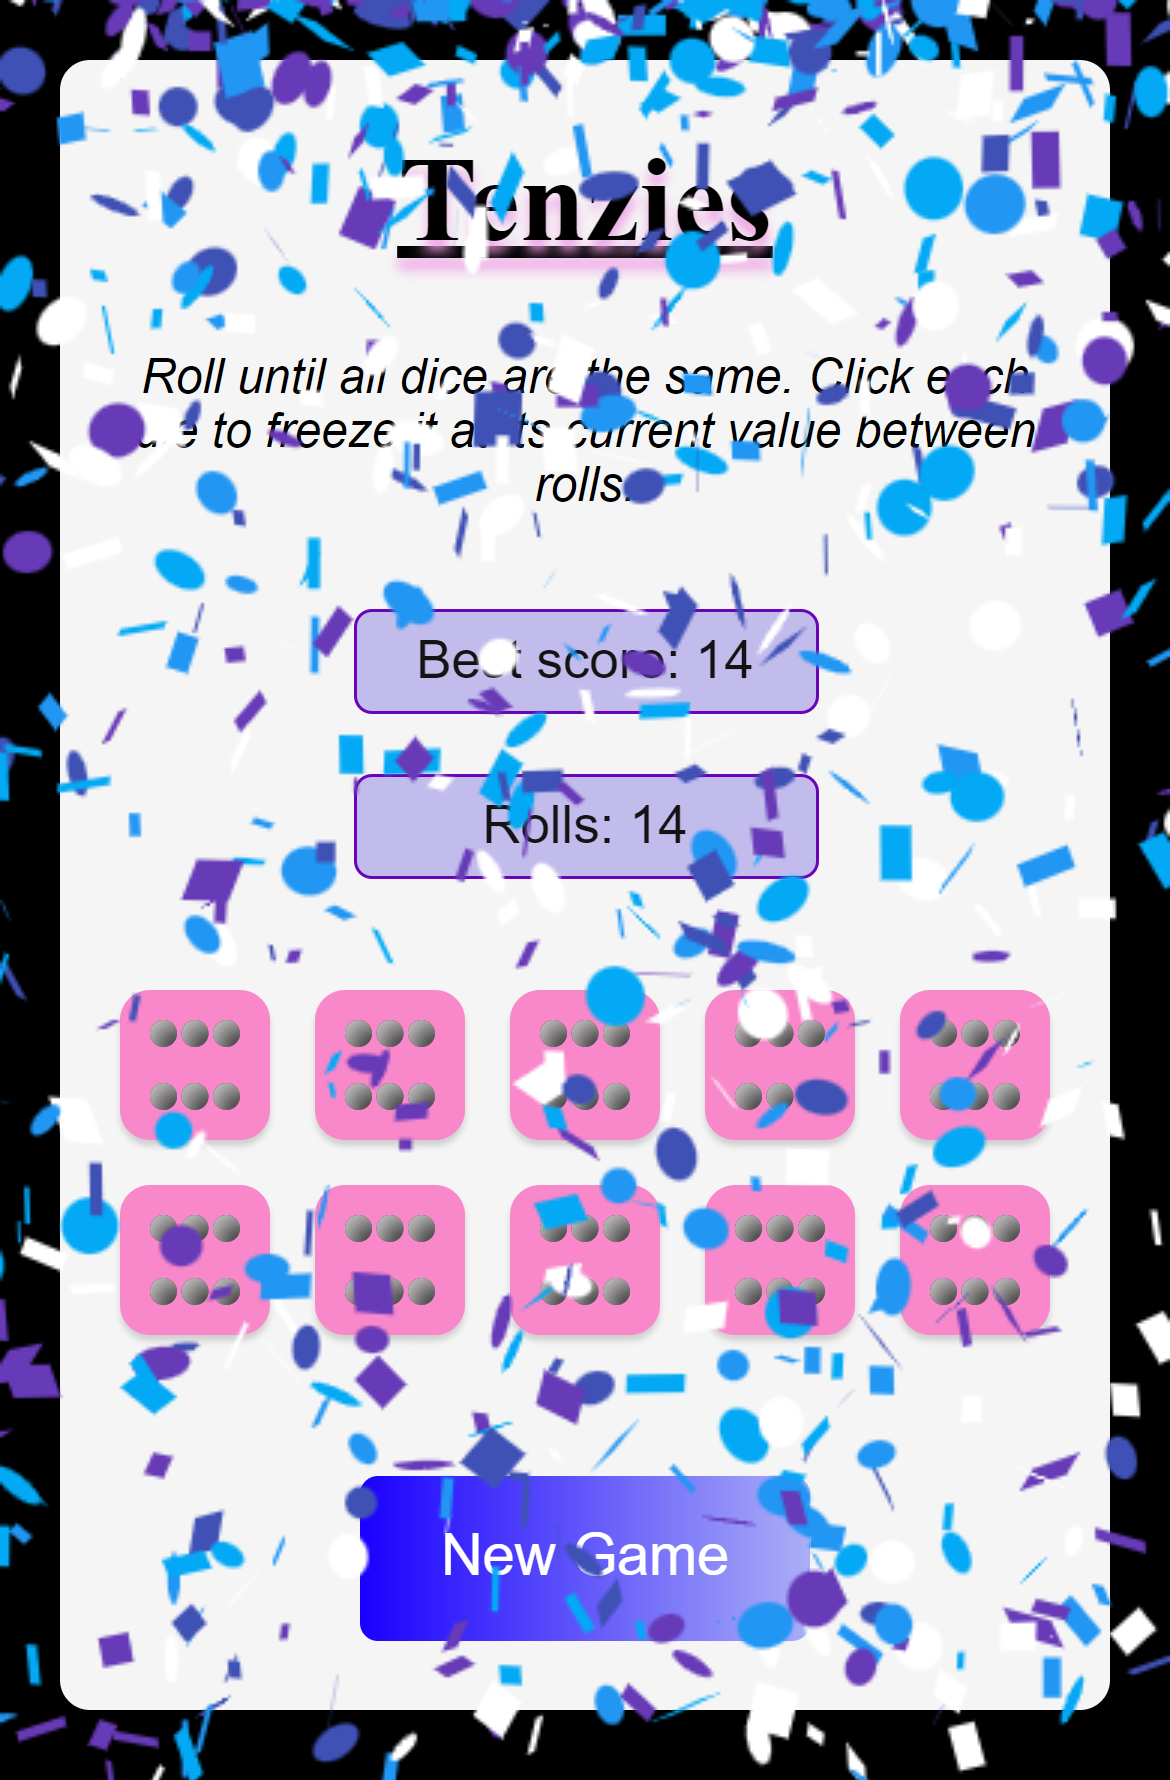 Tenzies
Roll until all dice are the same. Click each
die to freeze it at its current value between
rolls.
Best score: 14
Rolls: 14
New Game